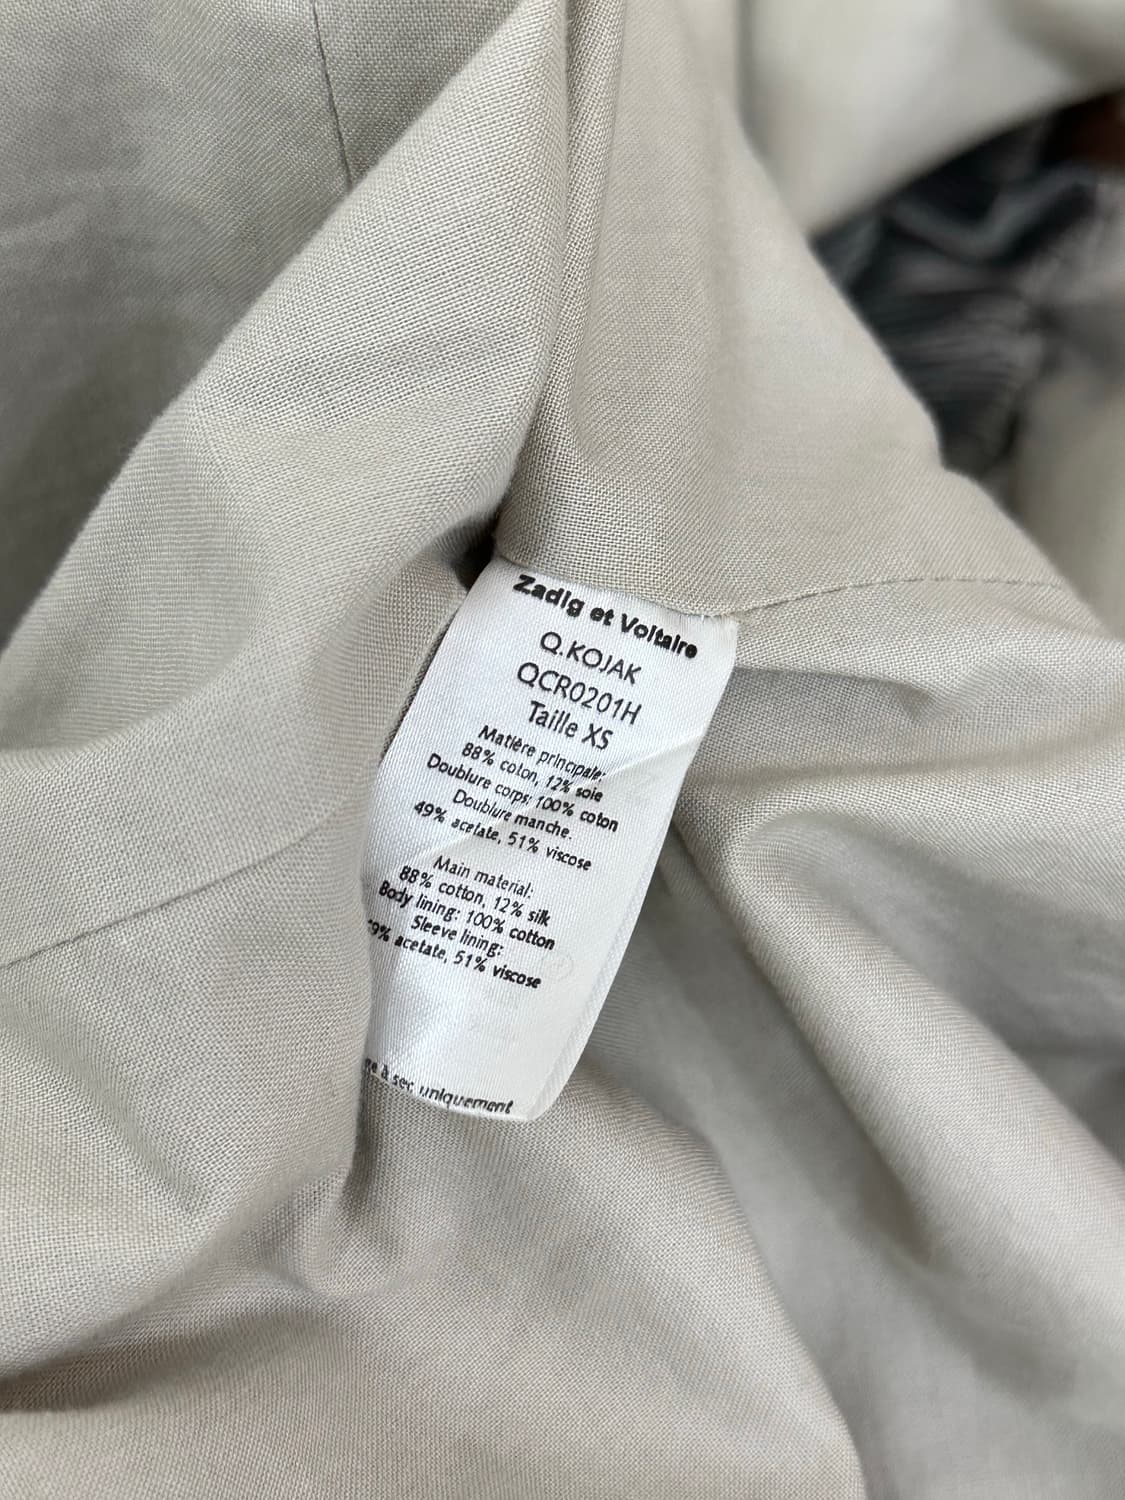 Zadig et Voltaire
Q.KOJAK
QCR0201H
Taille XS
Matière principale:
88% coton, 12% soie
Doublure corps: 100% coton
Doublure manche.
49% acetate, 51% viscose
Main material:
88% cotton, 12% silk
Body lining: 100% cotton
Sleeve lining:
9% acetate, 51% viscose
à sec uniquement